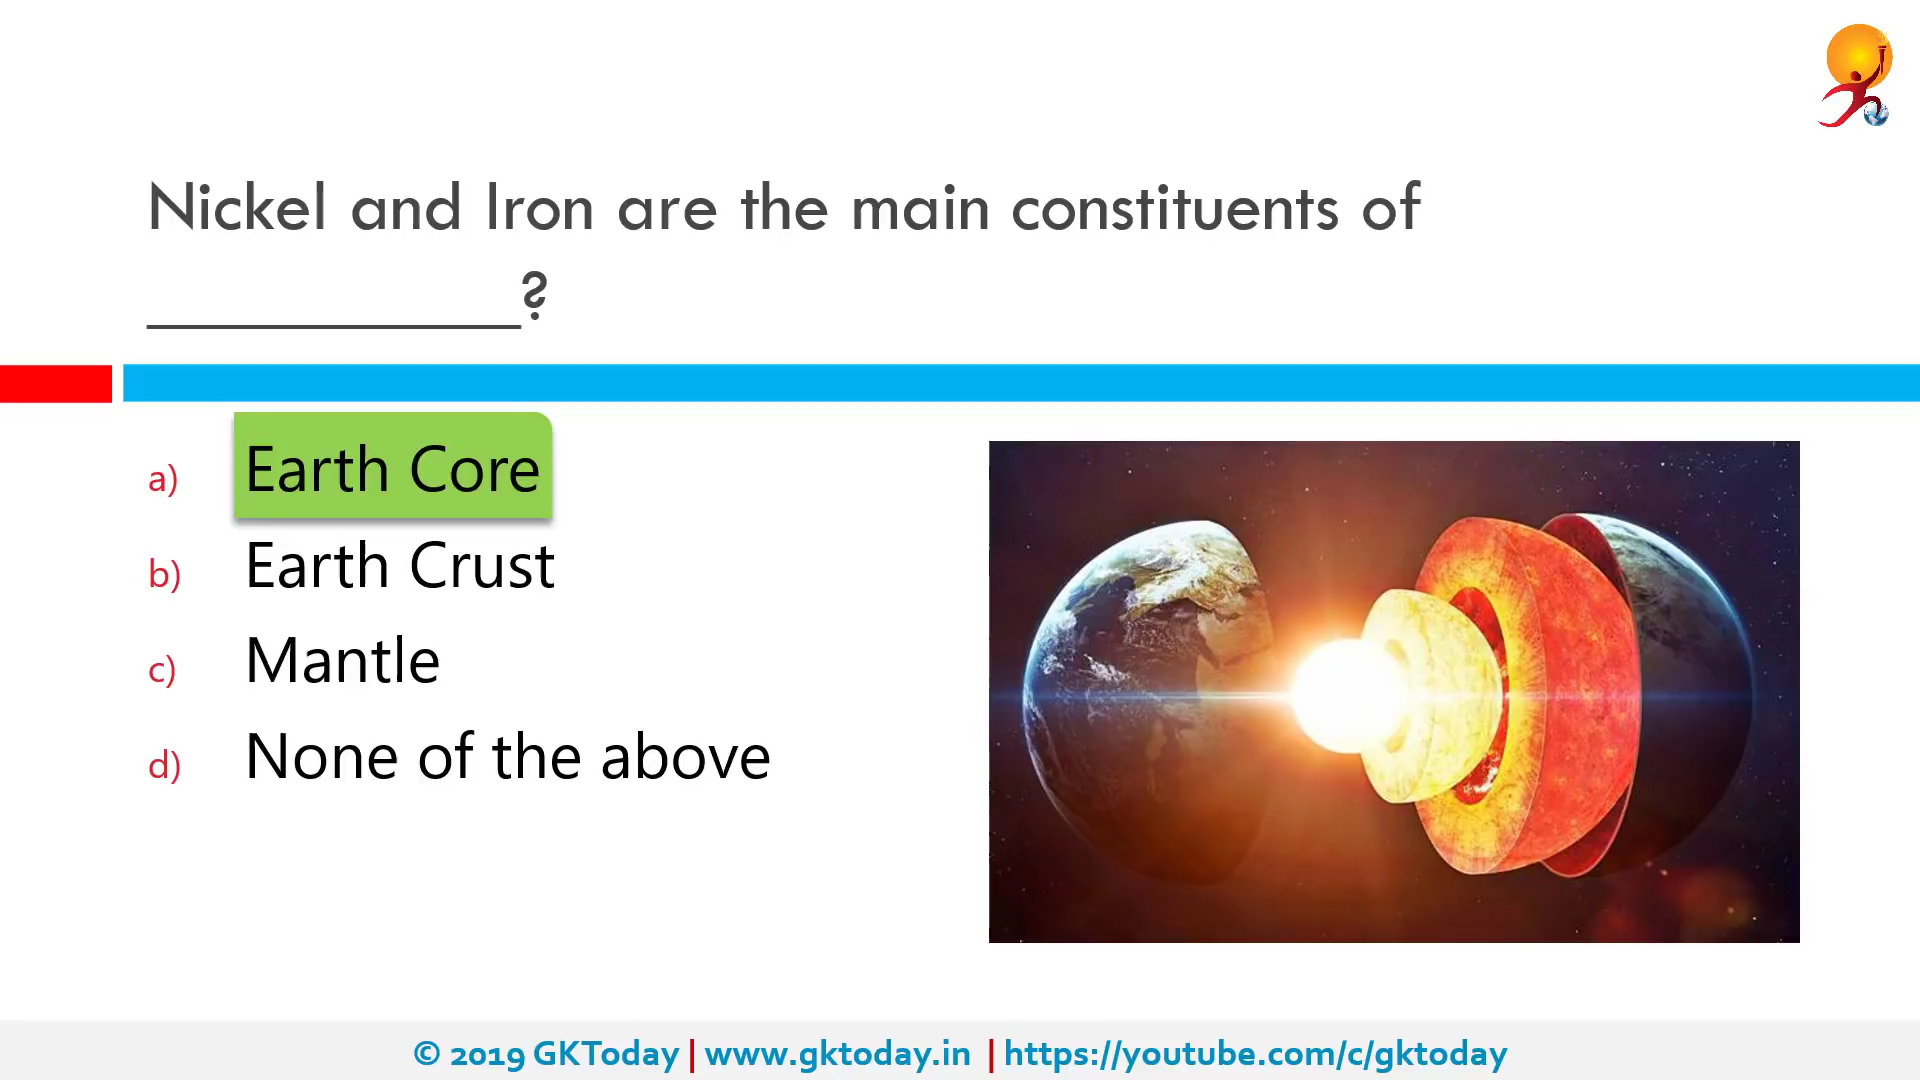 Nickel and Iron are the main constituents of
___________?
a) Earth Core
b) Earth Crust
c) Mantle
d) None of the above
© 2019 GKToday | www.gktoday.in | https://youtube.com/c/gktoday